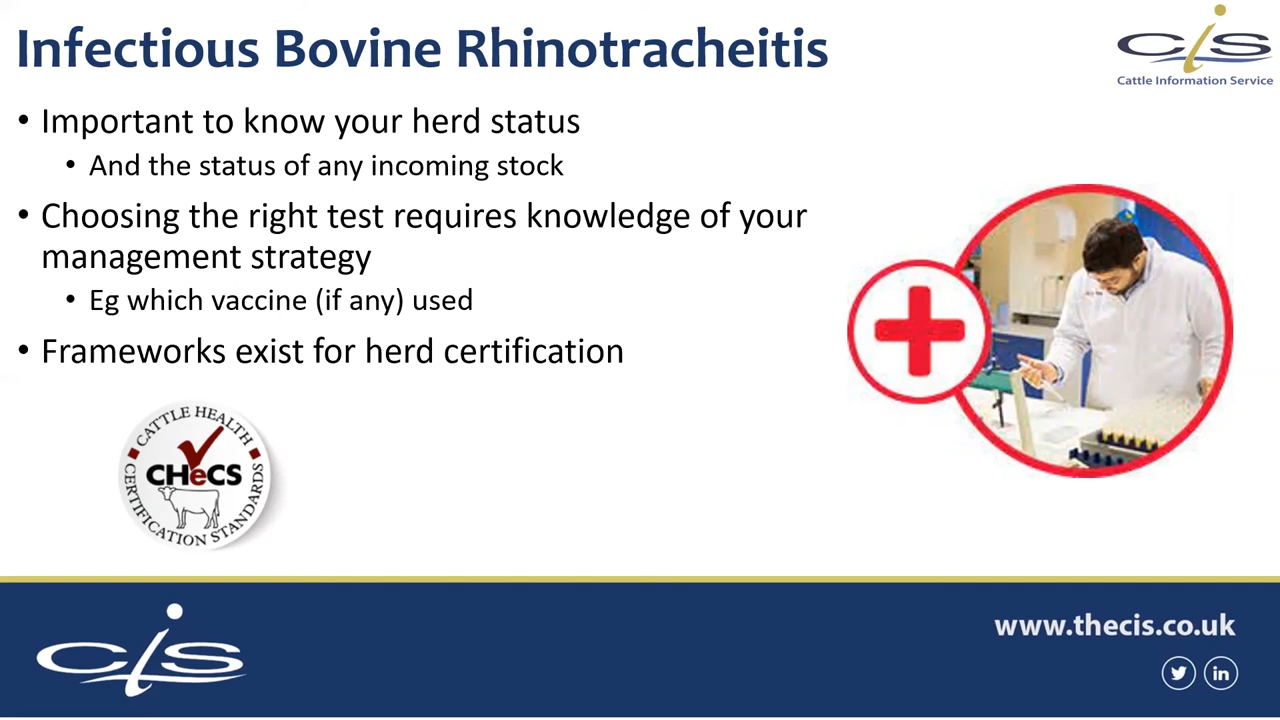 Infectious Bovine Rhinotracheitis
cis
Cattle Information Service
• Important to know your herd status
• And the status of any incoming stock
• Choosing the right test requires knowledge of your
management strategy
• Eg which vaccine (if any) used
• Frameworks exist for herd certification
CATTLE HEALTH
CHeCS
CERTIFICATION STANDARDS
cis
www.thecis.co.uk
in